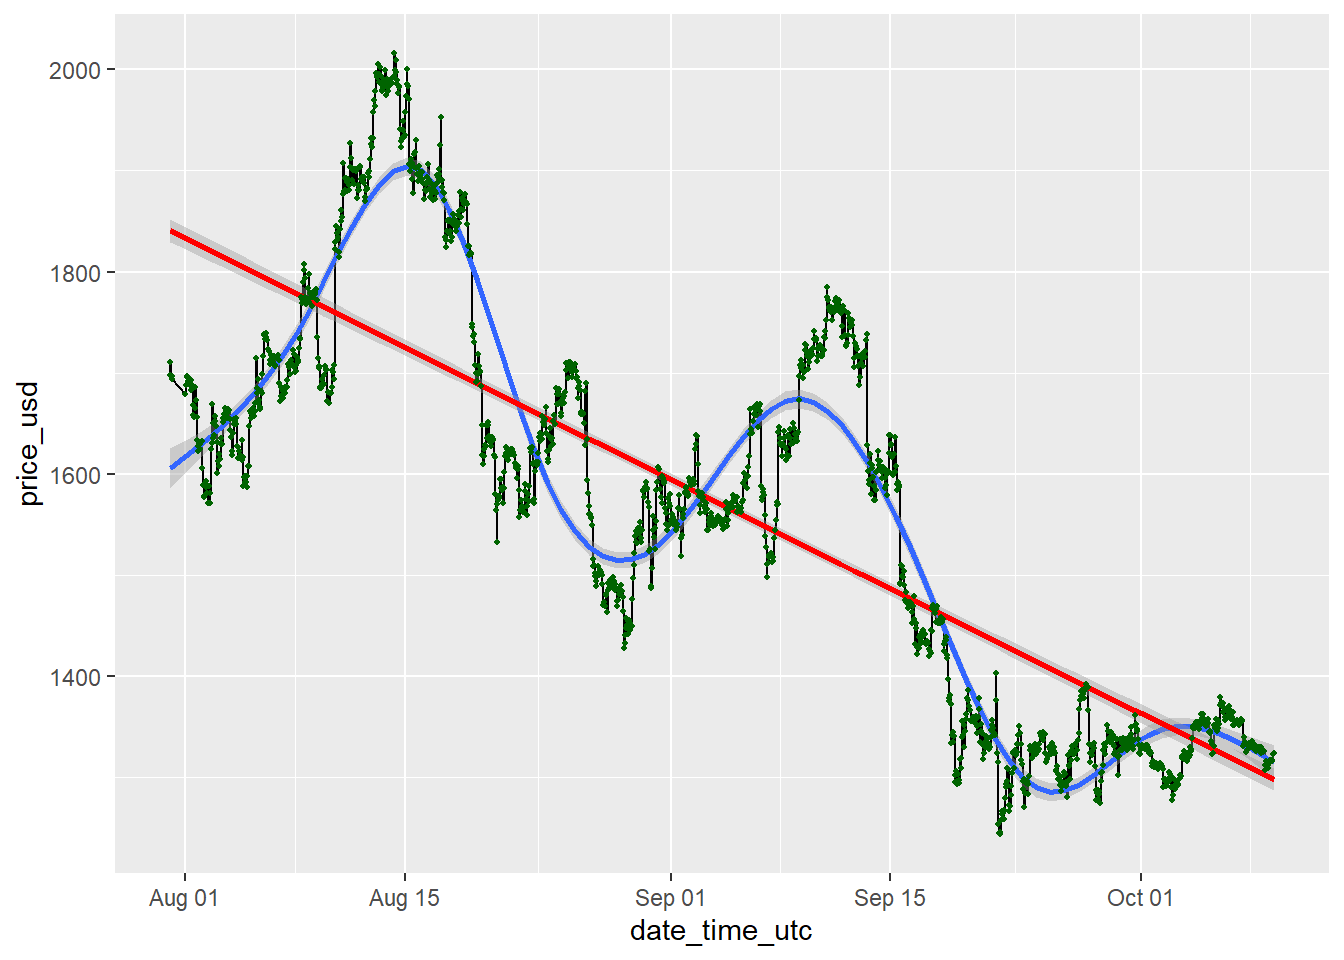 2000
1800
1600
1400
price_usd
Aug 01
Aug 15
Sep 01
Sep 15
Oct 01
date_time_utc